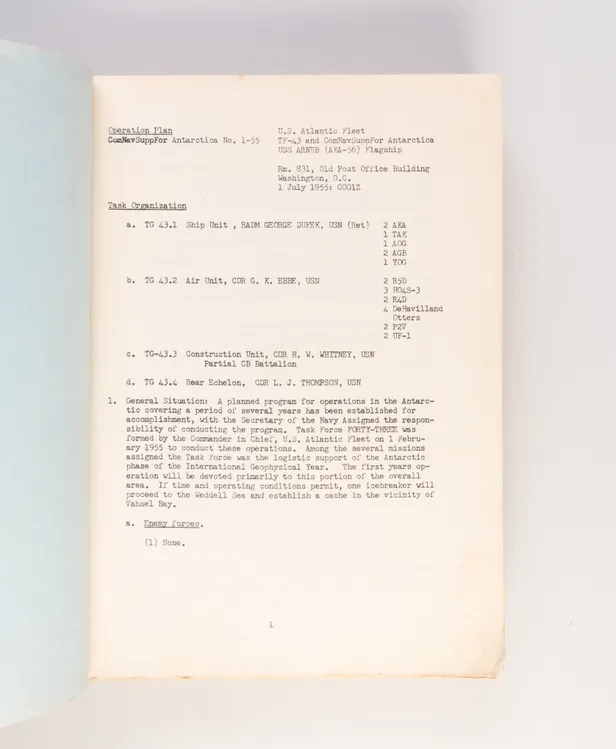 Operation Plan
ComNavSuppFor Antarctica No. 1-55
U.S. Atlantic Fleet
TF-43 and ComNavSuppFor Antarctica
USS ARNEB (AKA-56) Flagship
Rm. 831, Old Post Office Building
Washington, D.C.
1 July 1955: 0001Z
Task Organization
a. TG 43.1 Ship Unit , RADM GEORGE DUFEK, USN (Ret) 2 AKA
1 TAK
1 AOG
2 AGB
1 YOG
b. TG 43.2 Air Unit, CDR G. K. EBBE, USN 2 R5D
3 HO4S-3
2 R4D
4 DeHavilland
Otters
2 P2V
2 UF-1
c. TG-43.3 Construction Unit, CDR H. W. WHITNEY, USN
Partial CB Battalion
d. TG 43.4 Rear Echelon, CDR L. J. THOMPSON, USN
1. General Situation: A planned program for operations in the Antarc-
tic covering a period of several years has been established for
accomplishment, with the Secretary of the Navy Assigned the respon-
sibility of conducting the program. Task Force FORTY-THREE was
formed by the Commander in Chief, U.S. Atlantic Fleet on 1 Febru-
ary 1955 to conduct these operations. Among the several missions
assigned the Task Force was the logistic support of the Antarctic
phase of the International Geophysical Year. The first years op-
eration will be devoted primarily to this portion of the overall
area. If time and operating conditions permit, one icebreaker will
proceed to the Weddell Sea and establish a cache in the vicinity of
Vahsel Bay.
a. Enemy forces.
(1) None.
1